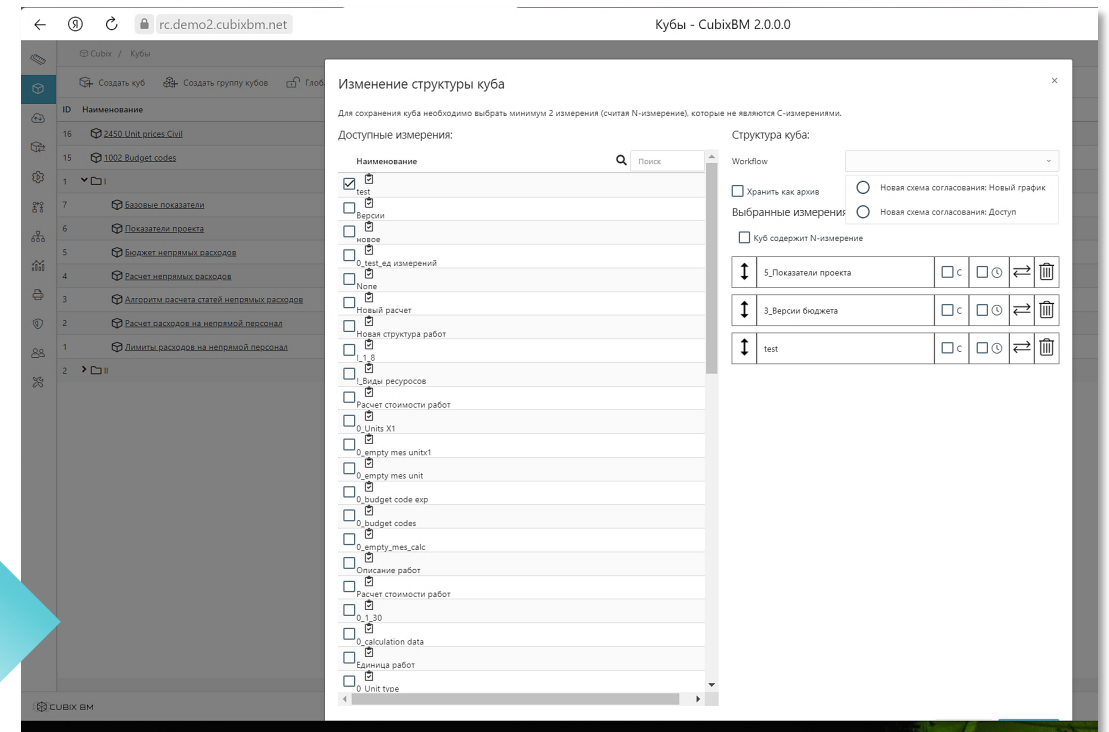 rc.demo2.cubixbm.net
Кубы - CubixBM 2.0.0.0
Cubix / Кубы
Создать куб Создать группу кубов Глоб
ID Наименование
16 2450 Unit prices Civil
15 1002 Budget codes
1 I
7 Базовые показатели
6 Показатели проекта
5 Бюджет непрямых расходов
4 Расчет непрямых расходов
3 Алгоритм расчета статей непрямых расходов
2 Расчет расходов на непрямой персонал
1 Лимиты расходов на непрямой персонал
2 II
CUBIX BM
Изменение структуры куба
Для сохранения куба необходимо выбрать минимум 2 измерения (считая N-измерение), которые не являются С-измерениями.
Доступные измерения:
Наименование Поиск
test
Версии
новое
0_test_ед измерений
None
Новый расчет
Новая структура работ
I_1_8
I_Виды ресурсов
Расчет стоимости работ
0_Units X1
0_empty mes unitx1
0_empty mes unit
0_budget code exp
0_budget codes
0_empty_mes_calc
Описание работ
Расчет стоимости работ
0_1_30
0_calculation data
Единица работ
0_Unit type
Структура куба:
Workflow
Новая схема согласования: Новый график
Новая схема согласования: Доступ
Хранить как архив
Выбранные измерения
Куб содержит N-измерение
5_Показатели проекта C
3_Версии бюджета C
test C